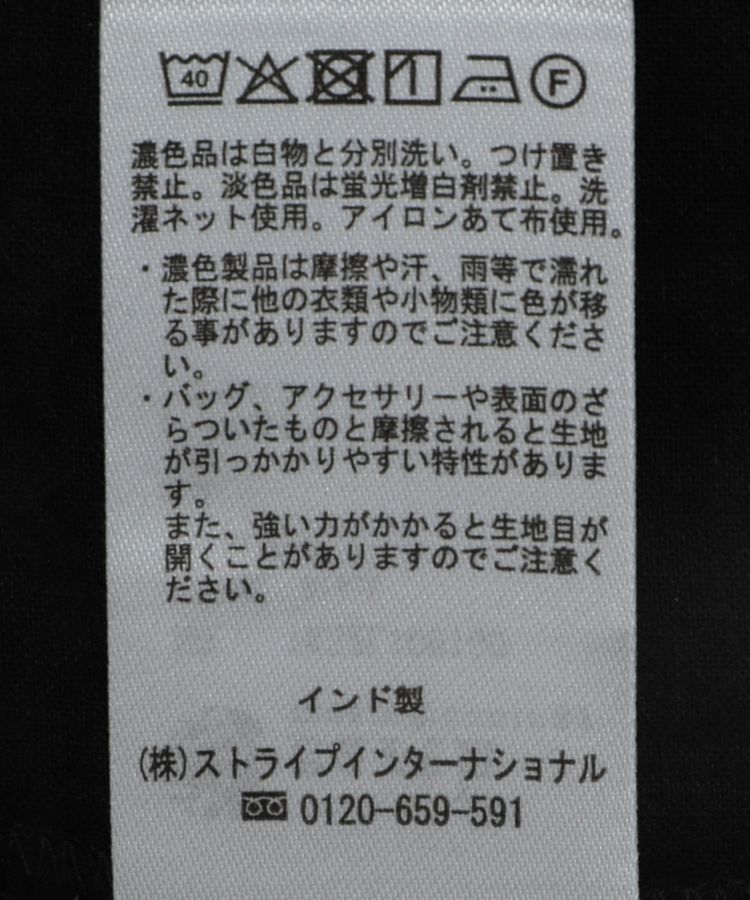 40 F
濃色品は白物と分別洗い。つけ置き
禁止。淡色品は蛍光増白剤禁止。洗
濯ネット使用。アイロンあて布使用。
・濃色製品は摩擦や汗、雨等で濡れ
た際に他の衣類や小物類に色が移
る事がありますのでご注意くださ
い。
・バッグ、アクセサリーや表面のざ
らついたものと摩擦されると生地
が引っかかりやすい特性がありま
す。
また、強い力がかかると生地目が
開くことがありますのでご注意く
ださい。
インド製
(株)ストライプインターナショナル
0120-659-591